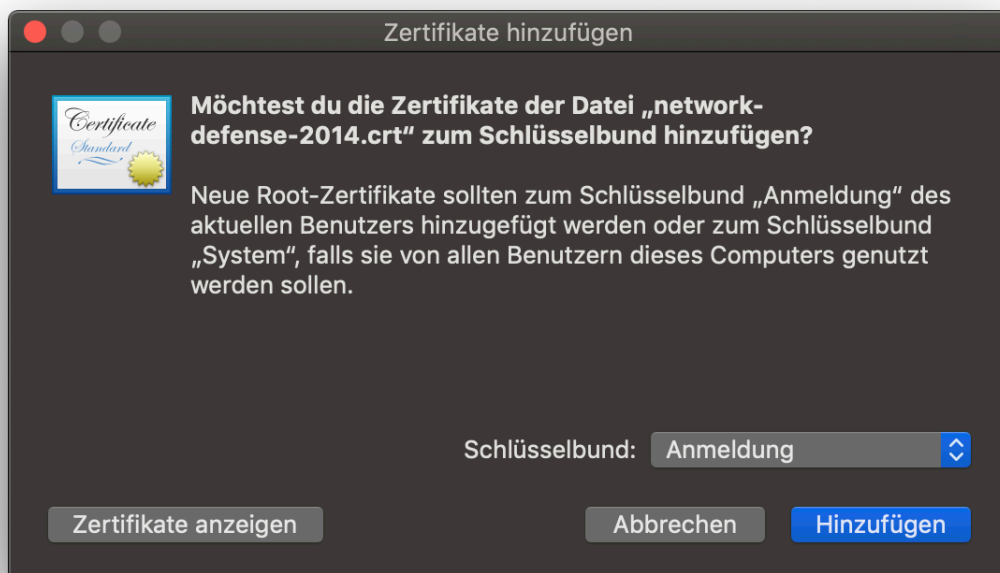 Zertifikate hinzufügen
Certificate
Standard
Möchtest du die Zertifikate der Datei „network-
defense-2014.crt“ zum Schlüsselbund hinzufügen?
Neue Root-Zertifikate sollten zum Schlüsselbund „Anmeldung“ des
aktuellen Benutzers hinzugefügt werden oder zum Schlüsselbund
„System“, falls sie von allen Benutzern dieses Computers genutzt
werden sollen.
Schlüsselbund: Anmeldung
Zertifikate anzeigen Abbrechen Hinzufügen